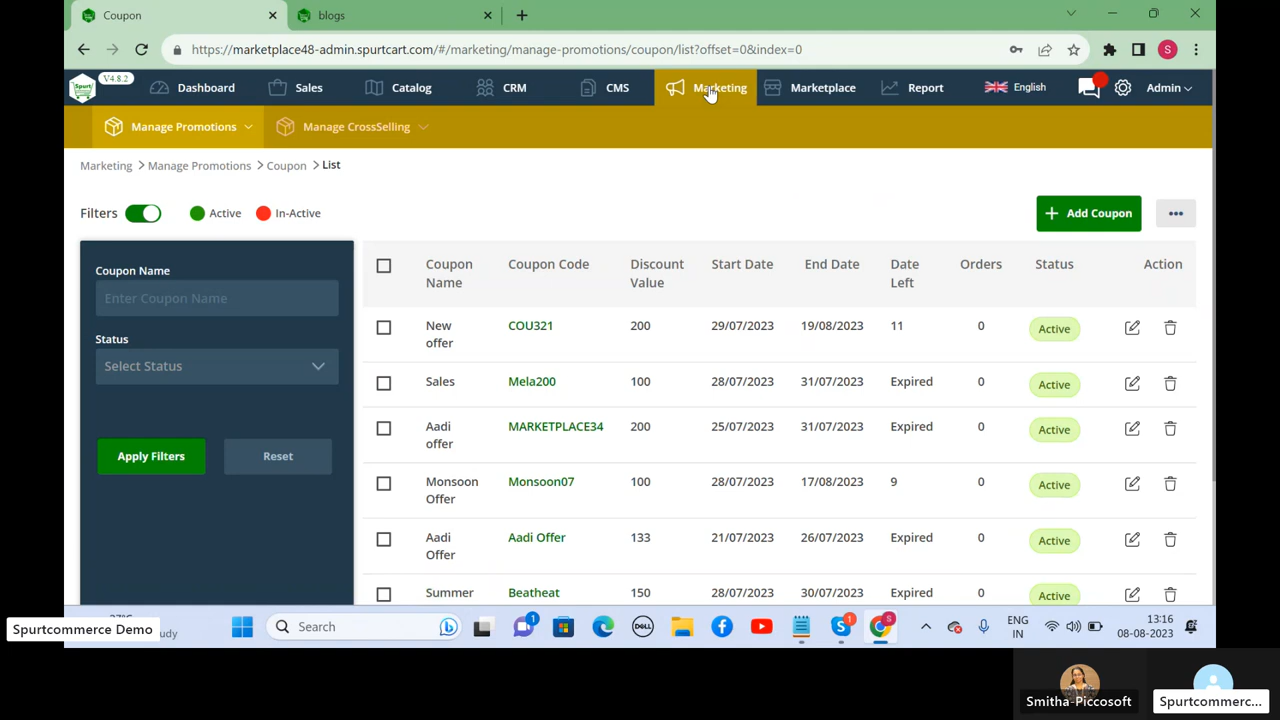 Coupon
blogs
https://marketplace48-admin.spurtcart.com/#/marketing/manage-promotions/coupon/list?offset=0&index=0
S
Spurt
V4.8.2
Dashboard
Sales
Catalog
CRM
CMS
Marketing
Marketplace
Report
English
Admin
Manage Promotions
Manage CrossSelling
Marketing > Manage Promotions > Coupon > List
Filters
Active
In-Active
+ Add Coupon
Coupon Name
Enter Coupon Name
Status
Select Status
Apply Filters
Reset
Coupon Name Coupon Code Discount Value Start Date End Date Date Left Orders Status Action
New offer COU321 200 29/07/2023 19/08/2023 11 0 Active
Sales Mela200 100 28/07/2023 31/07/2023 Expired 0 Active
Aadi offer MARKETPLACE34 200 25/07/2023 31/07/2023 Expired 0 Active
Monsoon Offer Monsoon07 100 28/07/2023 17/08/2023 9 0 Active
Aadi Offer Aadi Offer 133 21/07/2023 26/07/2023 Expired 0 Active
Summer Beatheat 150 28/07/2023 30/07/2023 Expired 0 Active
Spurtcommerce Demo
Search
1
DELL
1
S
ENG
IN
13:16
08-08-2023
Smitha-Piccosoft
Spurtcommerc...